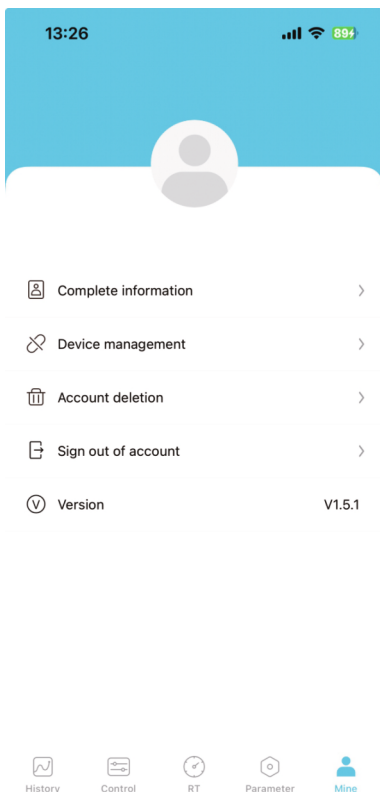 13:26
89
Complete information
Device management
Account deletion
Sign out of account
V Version V1.5.1
History Control RT Parameter Mine